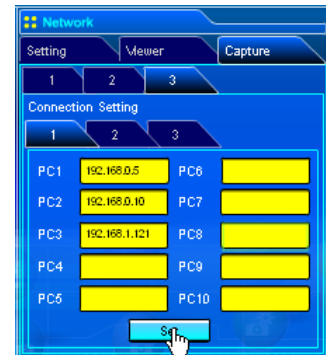 Network
Setting Viewer Capture
1 2 3
Connection Setting
1 2 3
PC1 192.168.0.5 PC6
PC2 192.168.0.10 PC7
PC3 192.168.1.121 PC8
PC4 PC9
PC5 PC10